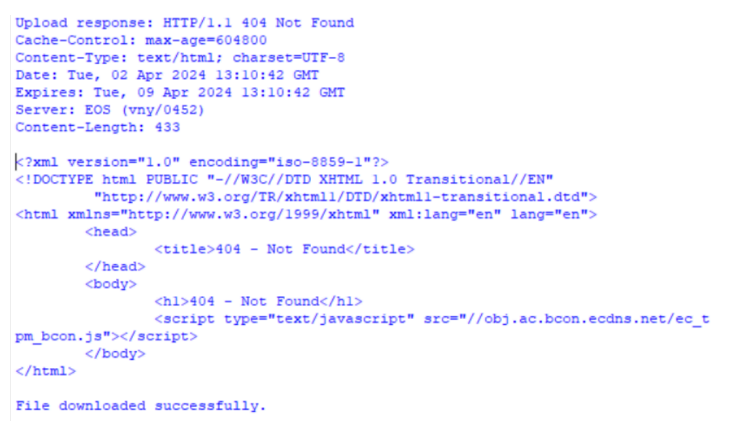 Upload response: HTTP/1.1 404 Not Found
Cache-Control: max-age=604800
Content-Type: text/html; charset=UTF-8
Date: Tue, 02 Apr 2024 13:10:42 GMT
Expires: Tue, 09 Apr 2024 13:10:42 GMT
Server: EOS (vny/0452)
Content-Length: 433

<?xml version="1.0" encoding="iso-8859-1"?>
<!DOCTYPE html PUBLIC "-//W3C//DTD XHTML 1.0 Transitional//EN"
         "http://www.w3.org/TR/xhtml1/DTD/xhtml1-transitional.dtd">
<html xmlns="http://www.w3.org/1999/xhtml" xml:lang="en" lang="en">
        <head>
                <title>404 - Not Found</title>
        </head>
        <body>
                <h1>404 - Not Found</h1>
                <script type="text/javascript" src="//obj.ac.bcon.ecdns.net/ec_t
pm_bcon.js"></script>
        </body>
</html>

File downloaded successfully.